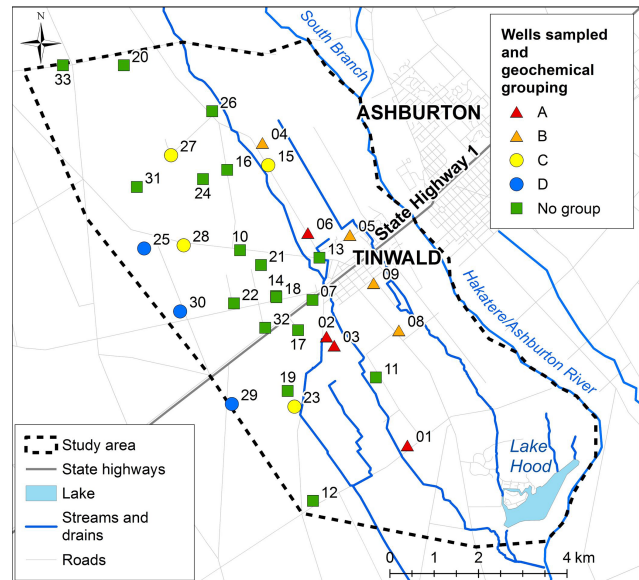 N
South Branch
Wells sampled
and
geochemical
grouping
A
B
C
D
No group
ASHBURTON
State Highway 1
TINWALD
Hakatere/Ashburton River
Lake
Hood
33
20
26
04
27
15
16
31
24
06
05
25
28
10
13
21
09
14
18
07
22
30
32
17
02
03
08
11
19
29
23
01
12
Study area
State highways
Lake
Streams and
drains
Roads
0 2 4 km